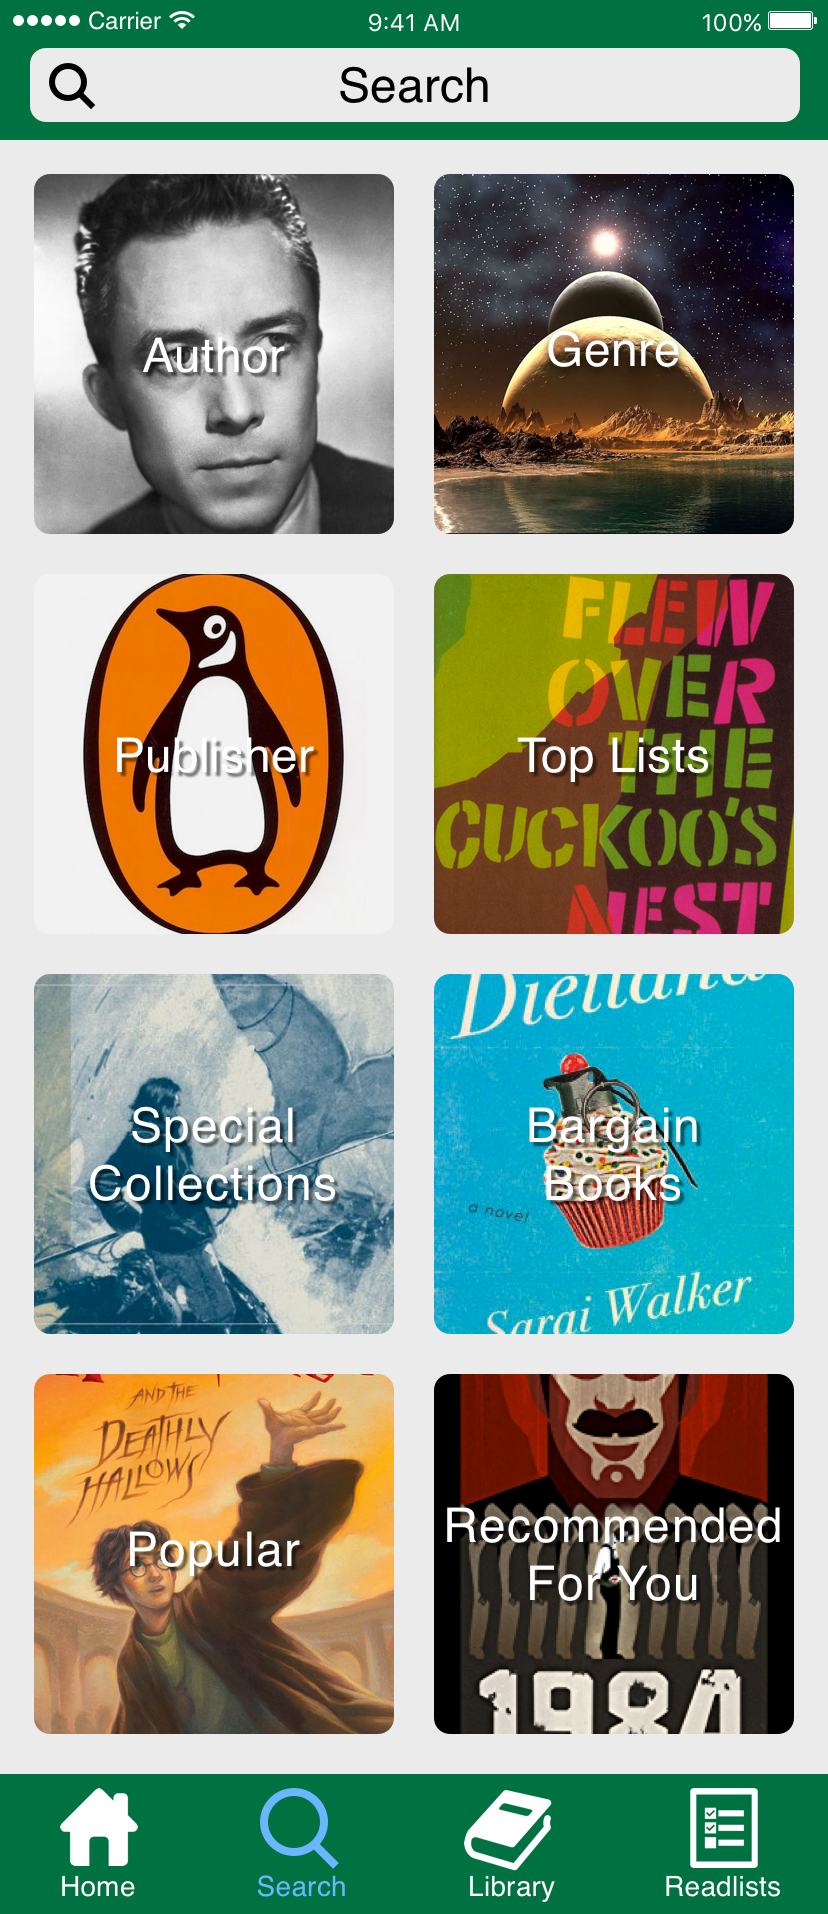 Carrier 9:41 AM 100%
Search
Author
Genre
Publisher
FLEW
OVER
THE
CUCKOO'S
NEST
Top Lists
Special
Collections
Dietland
Bargain
Books
a novel
Sarai Walker
AND THE
DEATHLY
HALLOWS
Popular
Recommended
For You
1984
Home
Search
Library
Readlists